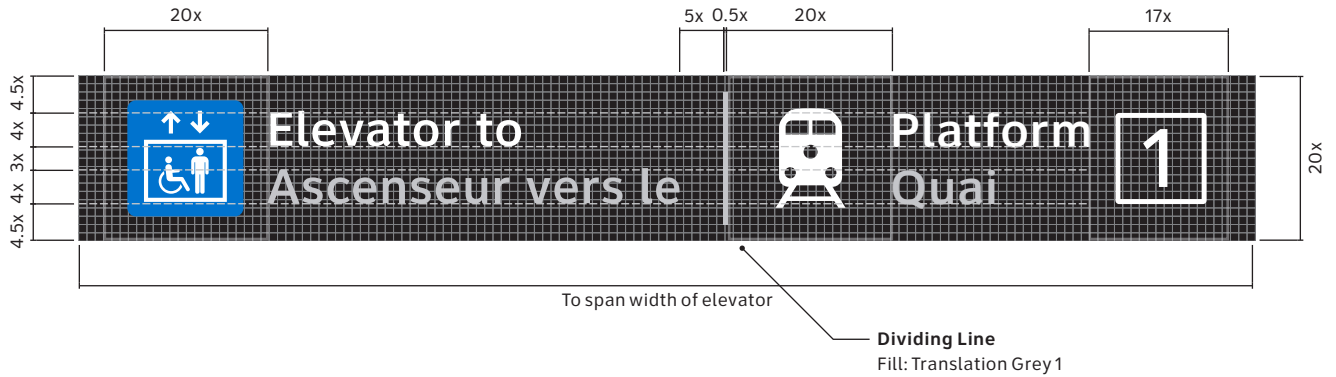 20x
5x 0.5x 20x
17x
4.5x
4x
3x
4x
4.5x
Elevator to
Ascenseur vers le
Platform
Quai
1
20x
To span width of elevator
Dividing Line
Fill: Translation Grey 1